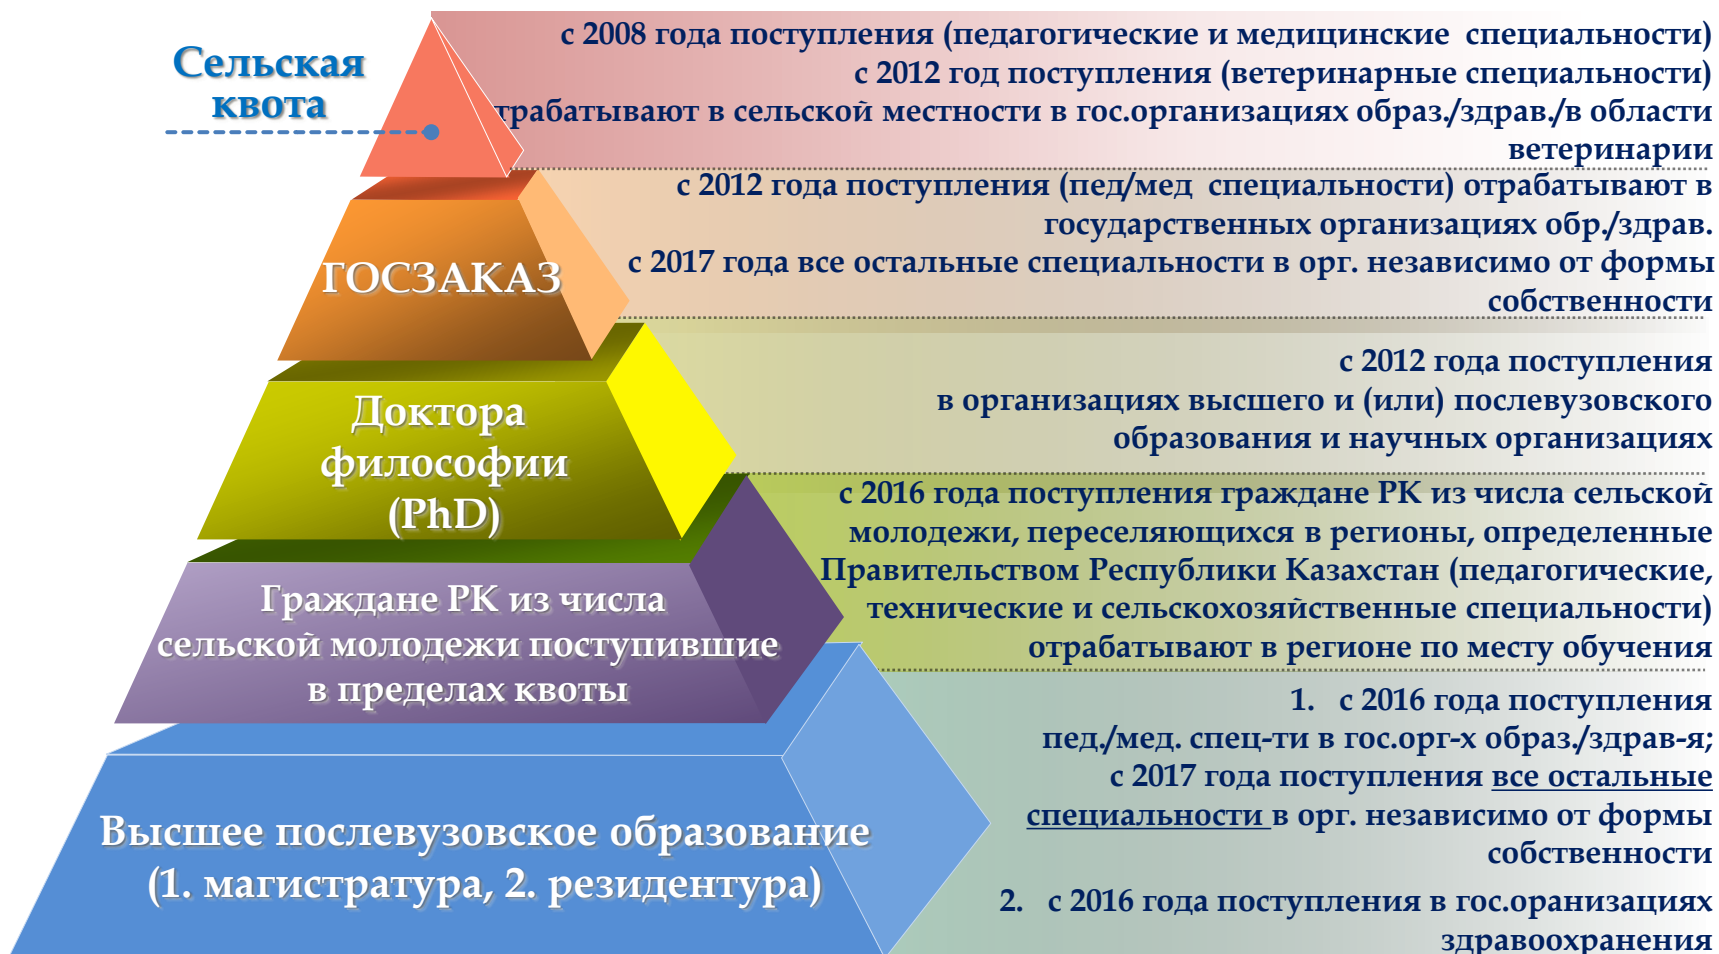 Сельская
квота
с 2008 года поступления (педагогические и медицинские специальности)
с 2012 год поступления (ветеринарные специальности)
трабатывают в сельской местности в гос.организациях образ./здрав./в области
ветеринарии
ГОСЗАКАЗ
с 2012 года поступления (пед/мед специальности) отрабатывают в
государственных организациях обр./здрав.
с 2017 года все остальные специальности в орг. независимо от формы
собственности
Доктора
философии
(PhD)
с 2012 года поступления
в организациях высшего и (или) послевузовского
образования и научных организациях
Граждане РК из числа
сельской молодежи поступившие
в пределах квоты
с 2016 года поступления граждане РК из числа сельской
молодежи, переселяющихся в регионы, определенные
Правительством Республики Казахстан (педагогические,
технические и сельскохозяйственные специальности)
отрабатывают в регионе по месту обучения
Высшее послевузовское образование
(1. магистратура, 2. резидентура)
1. с 2016 года поступления
пед./мед. спец-ти в гос.орг-х образ./здрав-я;
с 2017 года поступления все остальные
специальности в орг. независимо от формы
собственности
2. с 2016 года поступления в гос.оранизациях
здравоохранения